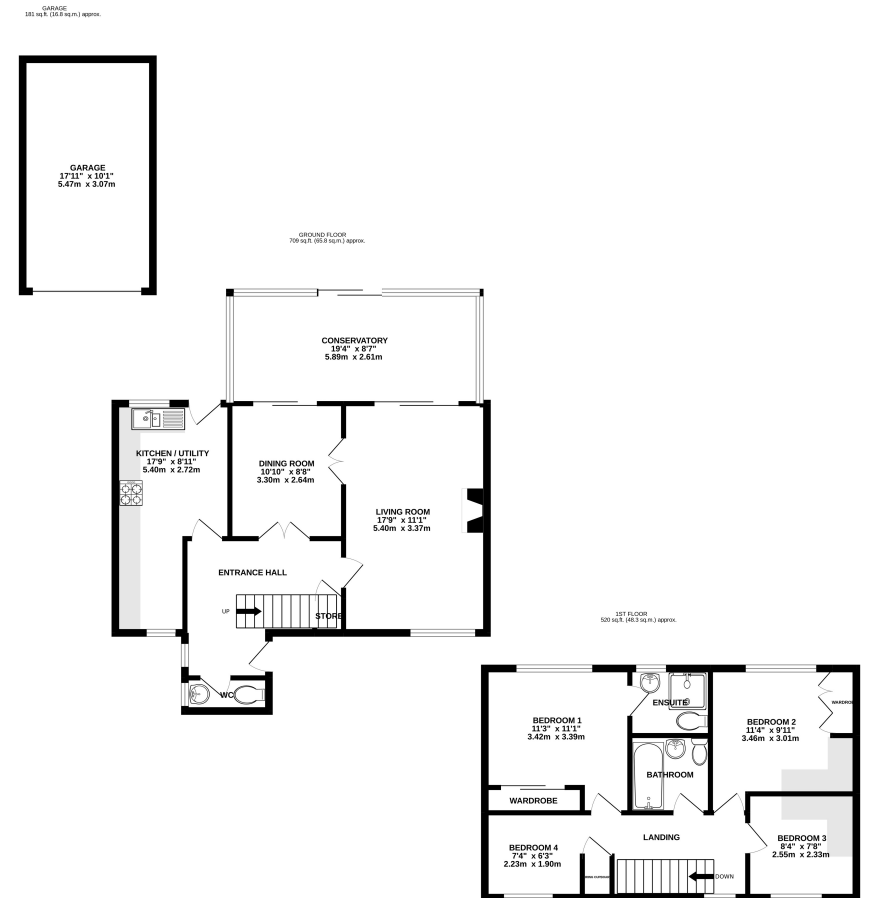 GARAGE
181 sq.ft. (16.8 sq.m.) approx.
GARAGE
17'11" x 10'1"
5.47m x 3.07m
GROUND FLOOR
709 sq.ft. (65.8 sq.m.) approx.
CONSERVATORY
19'4" x 8'7"
5.89m x 2.61m
KITCHEN / UTILITY
17'9" x 8'11"
5.40m x 2.72m
DINING ROOM
10'10" x 8'8"
3.30m x 2.64m
LIVING ROOM
17'9" x 11'1"
5.40m x 3.37m
ENTRANCE HALL
UP
STORE
WC
1ST FLOOR
520 sq.ft. (48.3 sq.m.) approx.
BEDROOM 1
11'3" x 11'1"
3.42m x 3.39m
ENSUITE
BEDROOM 2
11'4" x 9'11"
3.46m x 3.01m
WARDROBE
BATHROOM
WARDROBE
LANDING
BEDROOM 3
8'4" x 7'8"
2.55m x 2.33m
BEDROOM 4
7'4" x 6'3"
2.23m x 1.90m
DOWN